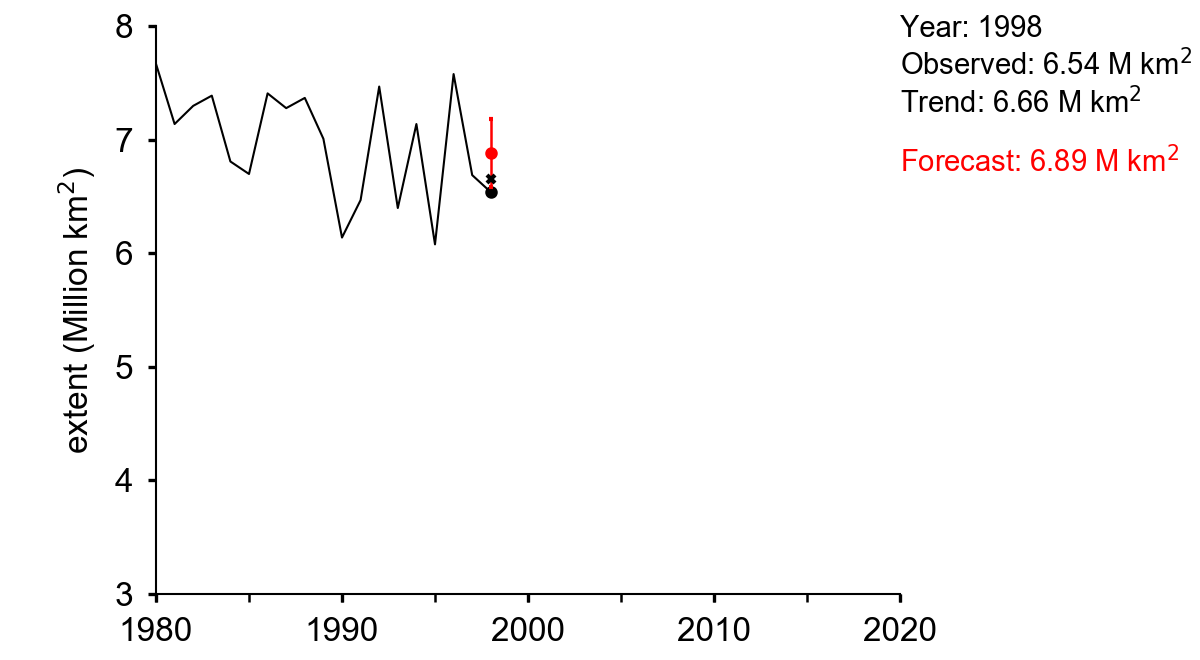 Year: 1998
Observed: 6.54 M km²
Trend: 6.66 M km²
Forecast: 6.89 M km²
extent (Million km²)
8
7
6
5
4
3
1980 1990 2000 2010 2020